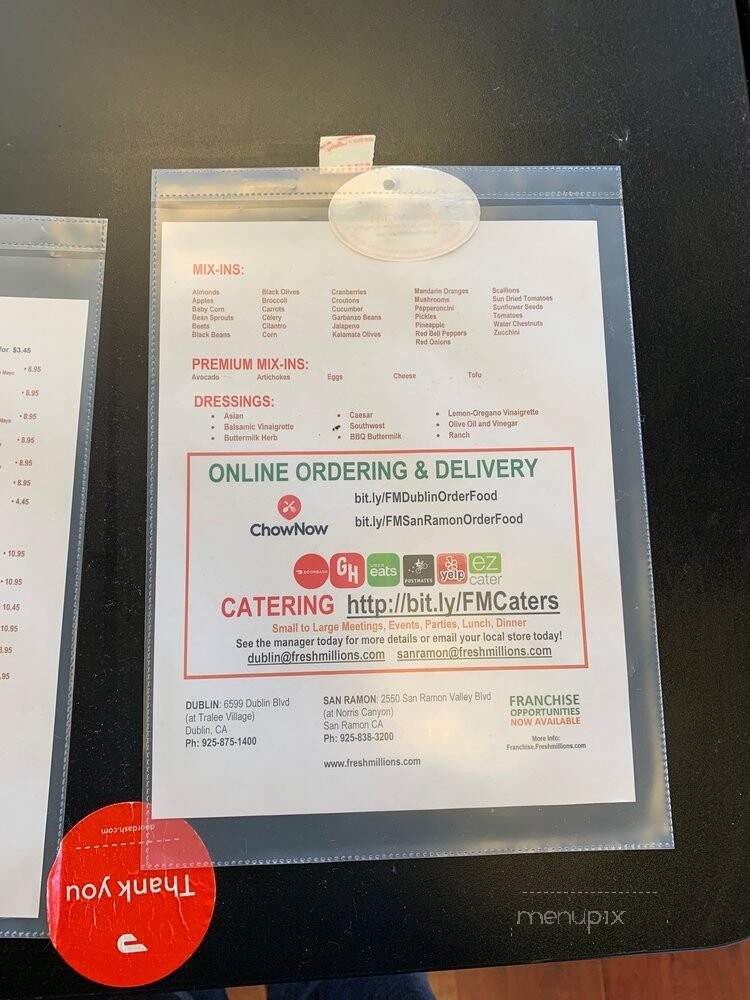 MIX-INS:
Almonds Black Olives Cranberries Mandarin Oranges Scallions
Apples Broccoli Croutons Mushrooms Sun Dried Tomatoes
Baby Corn Carrots Cucumber Pepperoncini Sunflower Seeds
Bean Sprouts Celery Garbanzo Beans Pickles Tomatoes
Beets Cilantro Jalapeno Pineapple Water Chestnuts
Black Beans Corn Kalamata Olives Red Bell Peppers Zucchini
Red Onions
PREMIUM MIX-INS:
Avocado Artichokes Eggs Cheese Tofu
DRESSINGS:
• Asian • Caesar • Lemon-Oregano Vinaigrette
• Balsamic Vinaigrette • Southwest • Olive Oil and Vinegar
• Buttermilk Herb • BBQ Buttermilk • Ranch
ONLINE ORDERING & DELIVERY
ChowNow
bit.ly/FMDublinOrderFood
bit.ly/FMSanRamonOrderFood
DOORDASH GH UBER eats POSTMATES yelp ez cater
CATERING http://bit.ly/FMCaters
Small to Large Meetings, Events, Parties, Lunch, Dinner
See the manager today for more details or email your local store today!
dublin@freshmillions.com sanramon@freshmillions.com
DUBLIN: 6599 Dublin Blvd
(at Tralee Village)
Dublin, CA
Ph: 925-875-1400
SAN RAMON: 2550 San Ramon Valley Blvd
(at Norris Canyon)
San Ramon CA
Ph: 925-838-3200
FRANCHISE
OPPORTUNITIES
NOW AVAILABLE
More Info:
Franchise.Freshmillions.com
www.freshmillions.com
for $3.45
Mayo • 8.95
• 8.95
Mayo • 8.95
• 8.95
• 8.95
• 8.95
• 4.45
• 10.95
• 10.95
10.45
10.95
.95
.95
doordash.com
Thank you
menupix